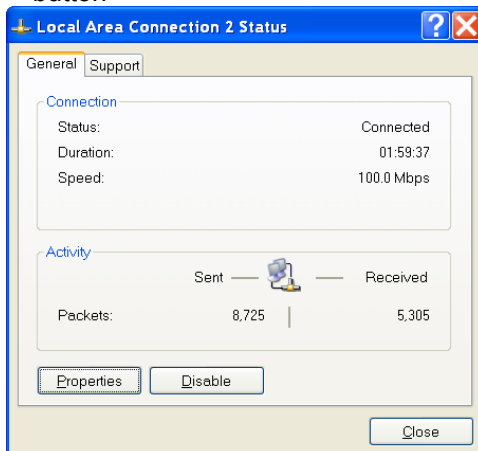 Local Area Connection 2 Status
General Support
Connection
Status: Connected
Duration: 01:59:37
Speed: 100.0 Mbps
Activity
Sent Received
Packets: 8,725 5,305
Properties Disable
Close